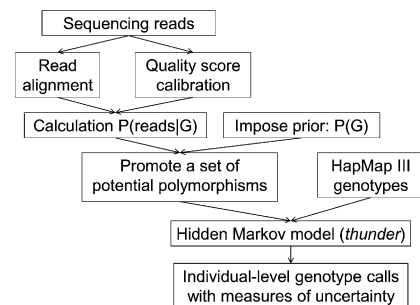 Sequencing reads
Read
alignment
Quality score
calibration
Calculation P(reads|G)
Impose prior: P(G)
Promote a set of
potential polymorphisms
HapMap III
genotypes
Hidden Markov model (thunder)
Individual-level genotype calls
with measures of uncertainty